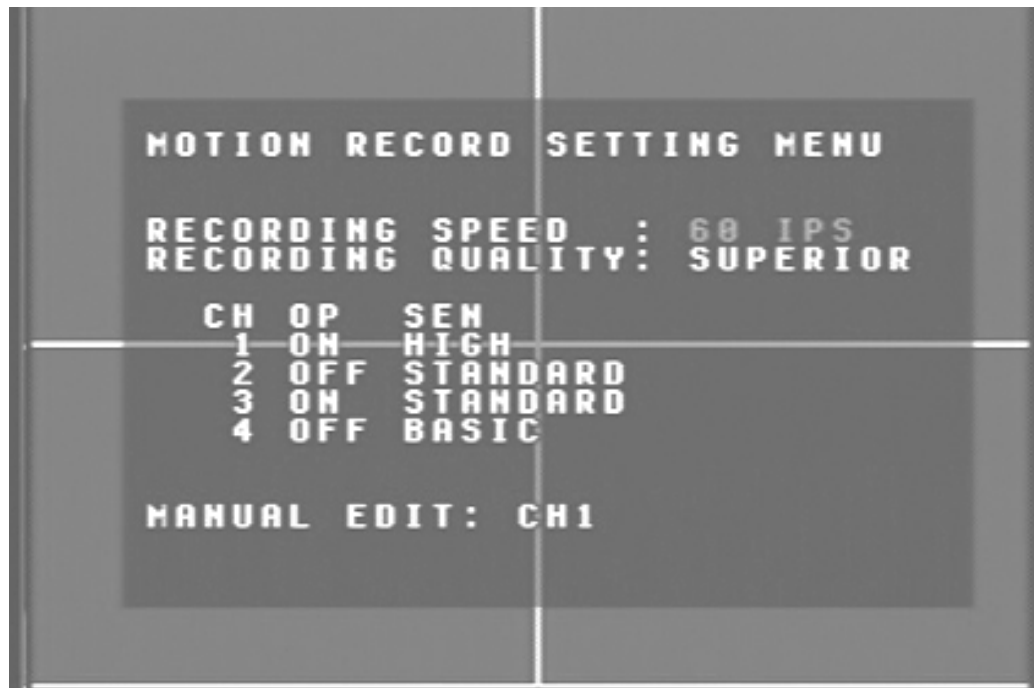 MOTION RECORD SETTING MENU
RECORDING SPEED : 60 IPS
RECORDING QUALITY: SUPERIOR
CH OP SEN
1 ON HIGH
2 OFF STANDARD
3 ON STANDARD
4 OFF BASIC
MANUAL EDIT: CH1